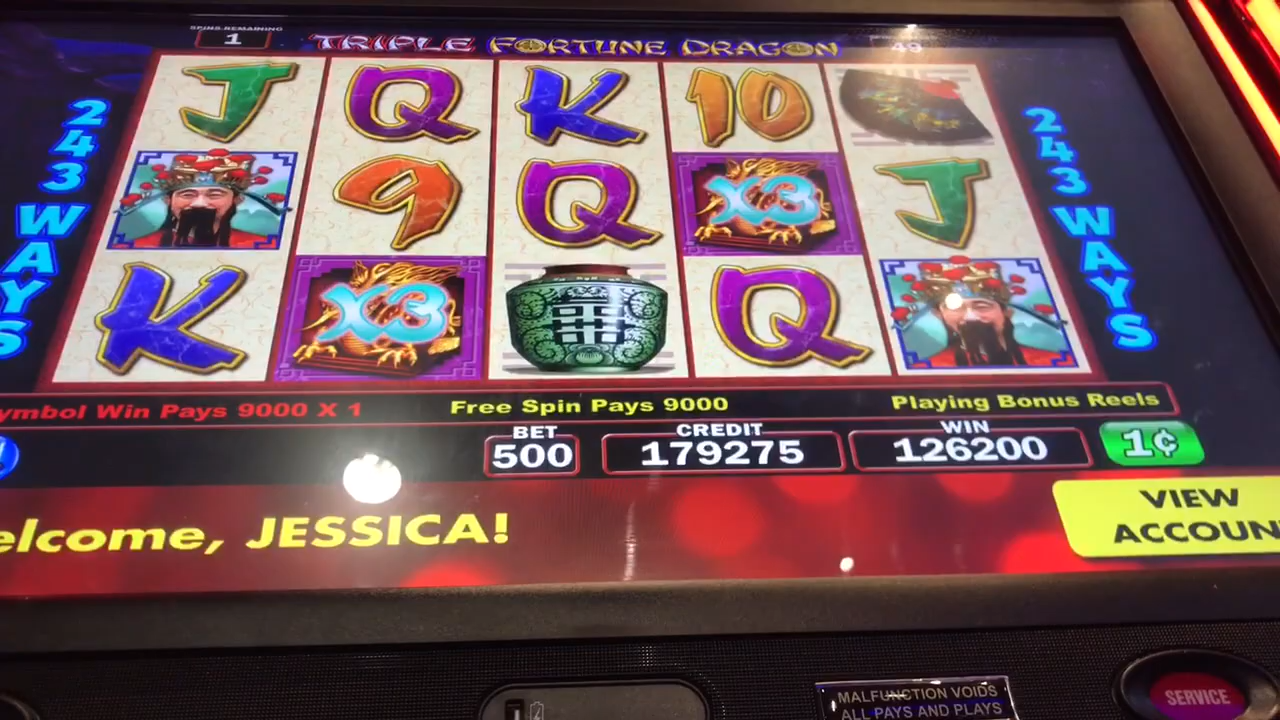 SPINS REMAINING
1
TRIPLE FORTUNE DRAGON
49
243 WAYS
243 WAYS
J Q K 10
9 Q X3 J
K X3 Q
ymbol Win Pays 9000 X 1
Free Spin Pays 9000
Playing Bonus Reels
BET
500
CREDIT
179275
WIN
126200
1¢
elcome, JESSICA!
VIEW
ACCOUN
MALFUNCTION VOIDS
ALL PAYS AND PLAYS
SERVICE